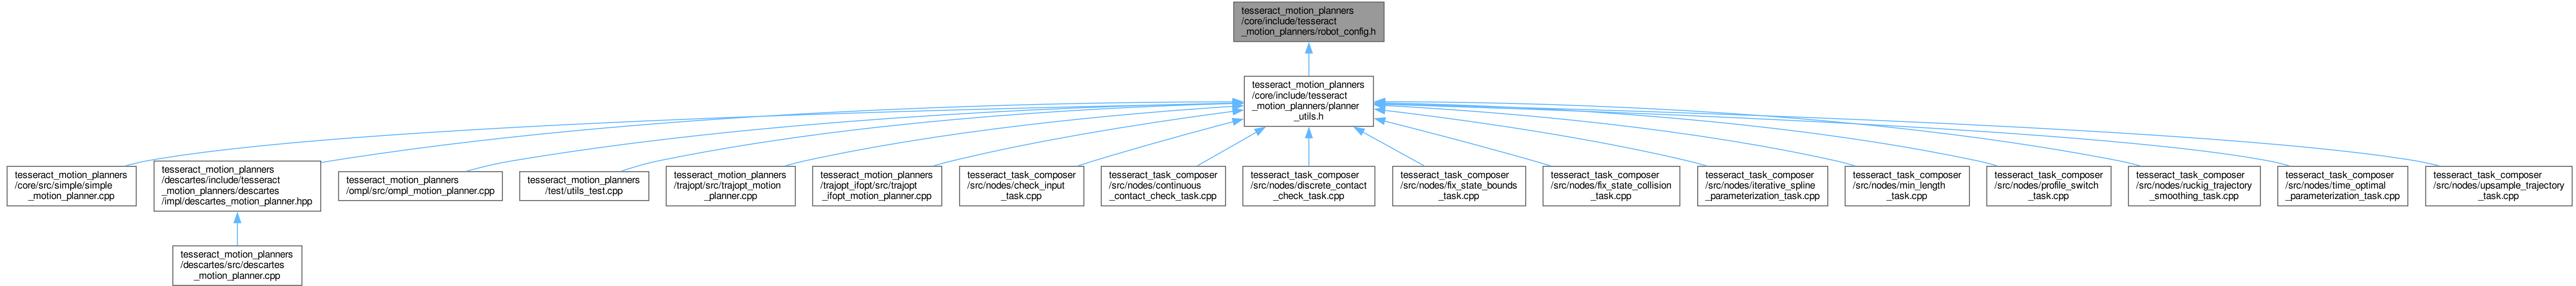 tesseract_motion_planners
/core/include/tesseract
_motion_planners/robot_config.h
tesseract_motion_planners
/core/include/tesseract
_motion_planners/planner
_utils.h
tesseract_motion_planners
/core/src/simple/simple
_motion_planner.cpp
tesseract_motion_planners
/descartes/include/tesseract
_motion_planners/descartes
/impl/descartes_motion_planner.hpp
tesseract_motion_planners
/ompl/src/ompl_motion_planner.cpp
tesseract_motion_planners
/test/utils_test.cpp
tesseract_motion_planners
/trajopt/src/trajopt_motion
_planner.cpp
tesseract_motion_planners
/trajopt_ifopt/src/trajopt
_ifopt_motion_planner.cpp
tesseract_task_composer
/src/nodes/check_input
_task.cpp
tesseract_task_composer
/src/nodes/continuous
_contact_check_task.cpp
tesseract_task_composer
/src/nodes/discrete_contact
_check_task.cpp
tesseract_task_composer
/src/nodes/fix_state_bounds
_task.cpp
tesseract_task_composer
/src/nodes/fix_state_collision
_task.cpp
tesseract_task_composer
/src/nodes/iterative_spline
_parameterization_task.cpp
tesseract_task_composer
/src/nodes/min_length
_task.cpp
tesseract_task_composer
/src/nodes/profile_switch
_task.cpp
tesseract_task_composer
/src/nodes/ruckig_trajectory
_smoothing_task.cpp
tesseract_task_composer
/src/nodes/time_optimal
_parameterization_task.cpp
tesseract_task_composer
/src/nodes/upsample_trajectory
_task.cpp
tesseract_motion_planners
/descartes/src/descartes
_motion_planner.cpp